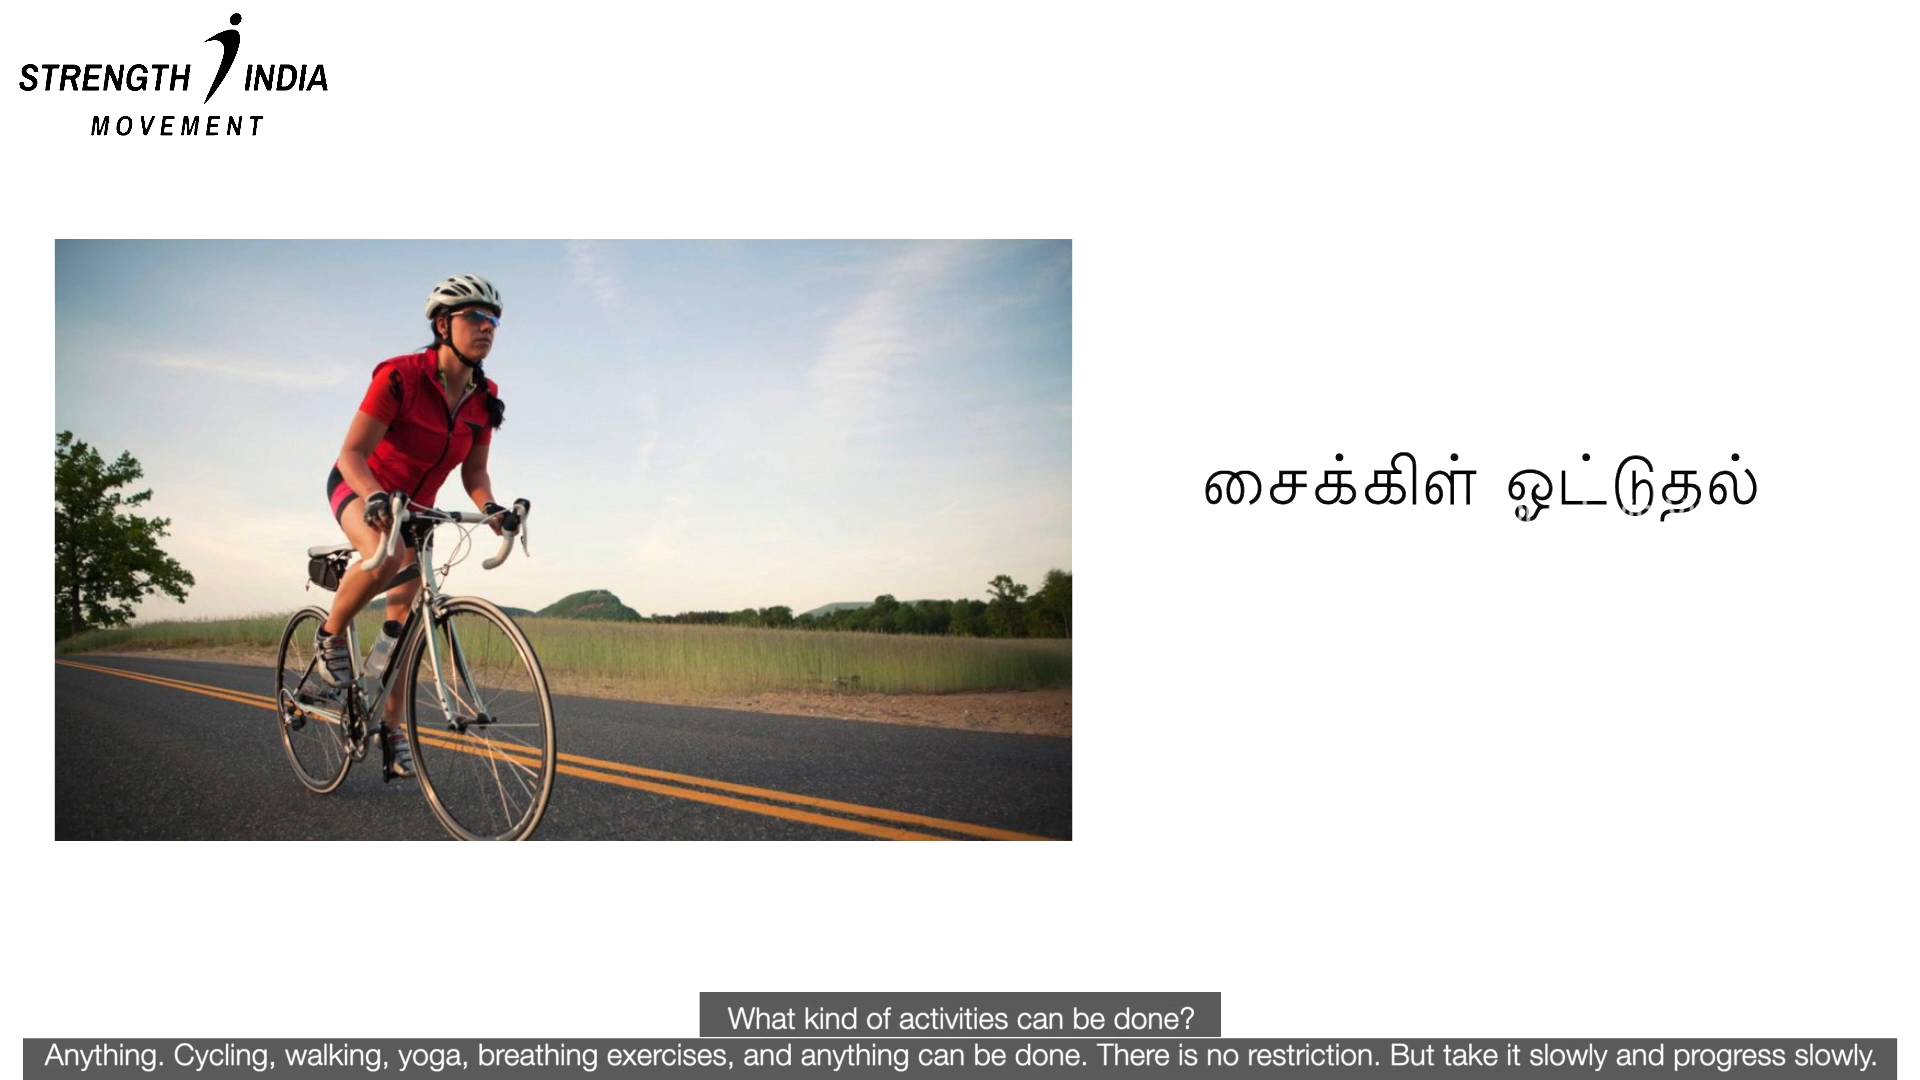 STRENGTH INDIA
MOVEMENT
சைக்கிள் ஓட்டுதல்
What kind of activities can be done?
Anything. Cycling, walking, yoga, breathing exercises, and anything can be done. There is no restriction. But take it slowly and progress slowly.